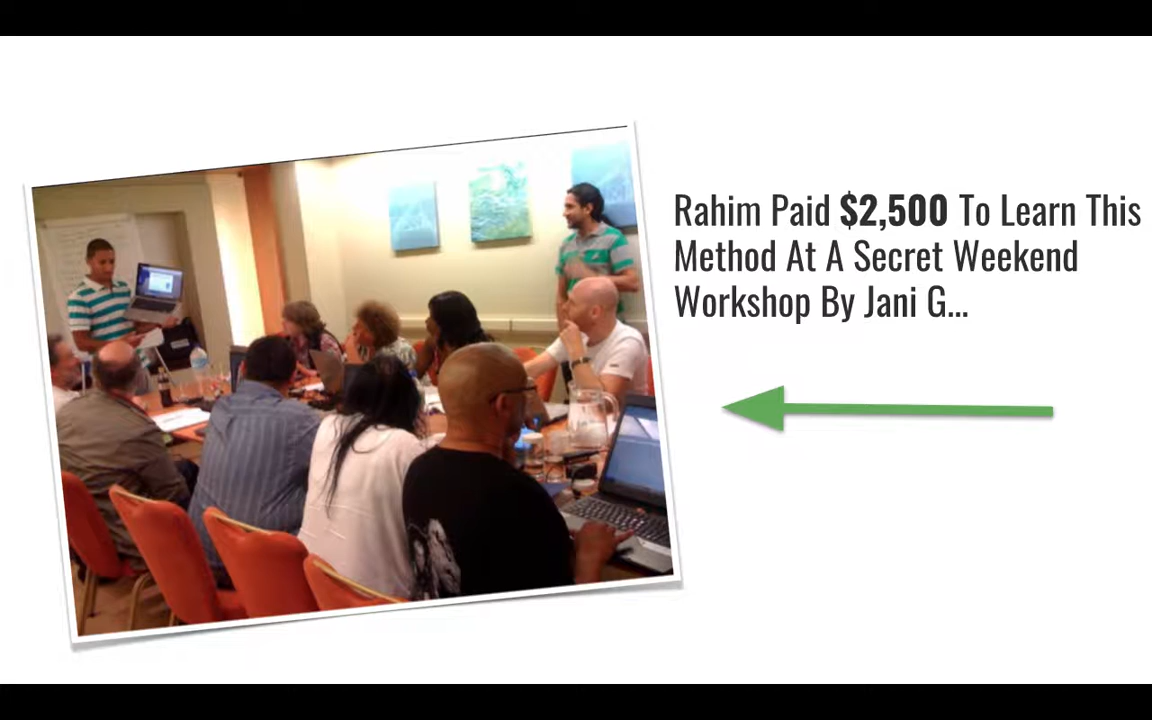 Rahim Paid $2,500 To Learn This
Method At A Secret Weekend
Workshop By Jani G...